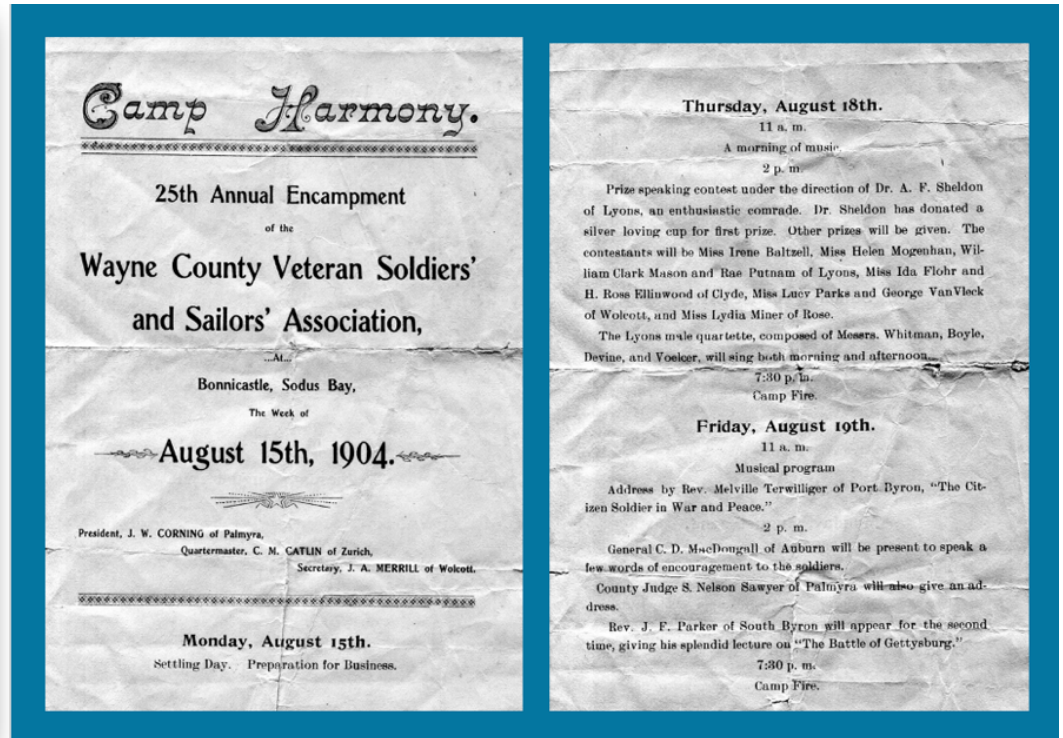 Camp Harmony.
25th Annual Encampment
of the
Wayne County Veteran Soldiers'
and Sailors' Association,
...At...
Bonnicastle, Sodus Bay,
The Week of
August 15th, 1904.
President, J. W. CORNING of Palmyra,
Quartermaster, C. M. CATLIN of Zurich,
Secretary, J. A. MERRILL of Wolcott.
Monday, August 15th.
Settling Day. Preparation for Business.
Thursday, August 18th.
11 a. m.
A morning of music.
2 p. m.
Prize speaking contest under the direction of Dr. A. F. Sheldon
of Lyons, an enthusiastic comrade. Dr. Sheldon has donated a
silver loving cup for first prize. Other prizes will be given. The
contestants will be Miss Irene Baltzell, Miss Helen Mogenhan, Wil-
liam Clark Mason and Rae Putnam of Lyons, Miss Ida Flohr and
H. Ross Ellinwood of Clyde, Miss Lucy Parks and George VanVleck
of Wolcott, and Miss Lydia Miner of Rose.
The Lyons male quartette, composed of Messrs. Whitman, Boyle,
Devine, and Voelcer, will sing both morning and afternoon.
7:30 p. m.
Camp Fire.
Friday, August 19th.
11 a. m.
Musical program
Address by Rev. Melville Terwilliger of Port Byron, "The Cit-
izen Soldier in War and Peace."
2 p. m.
General C. D. MacDougall of Auburn will be present to speak a
few words of encouragement to the soldiers.
County Judge S. Nelson Sawyer of Palmyra will also give an ad-
dress.
Rev. J. F. Parker of South Byron will appear for the second
time, giving his splendid lecture on "The Battle of Gettysburg."
7:30 p. m.
Camp Fire.